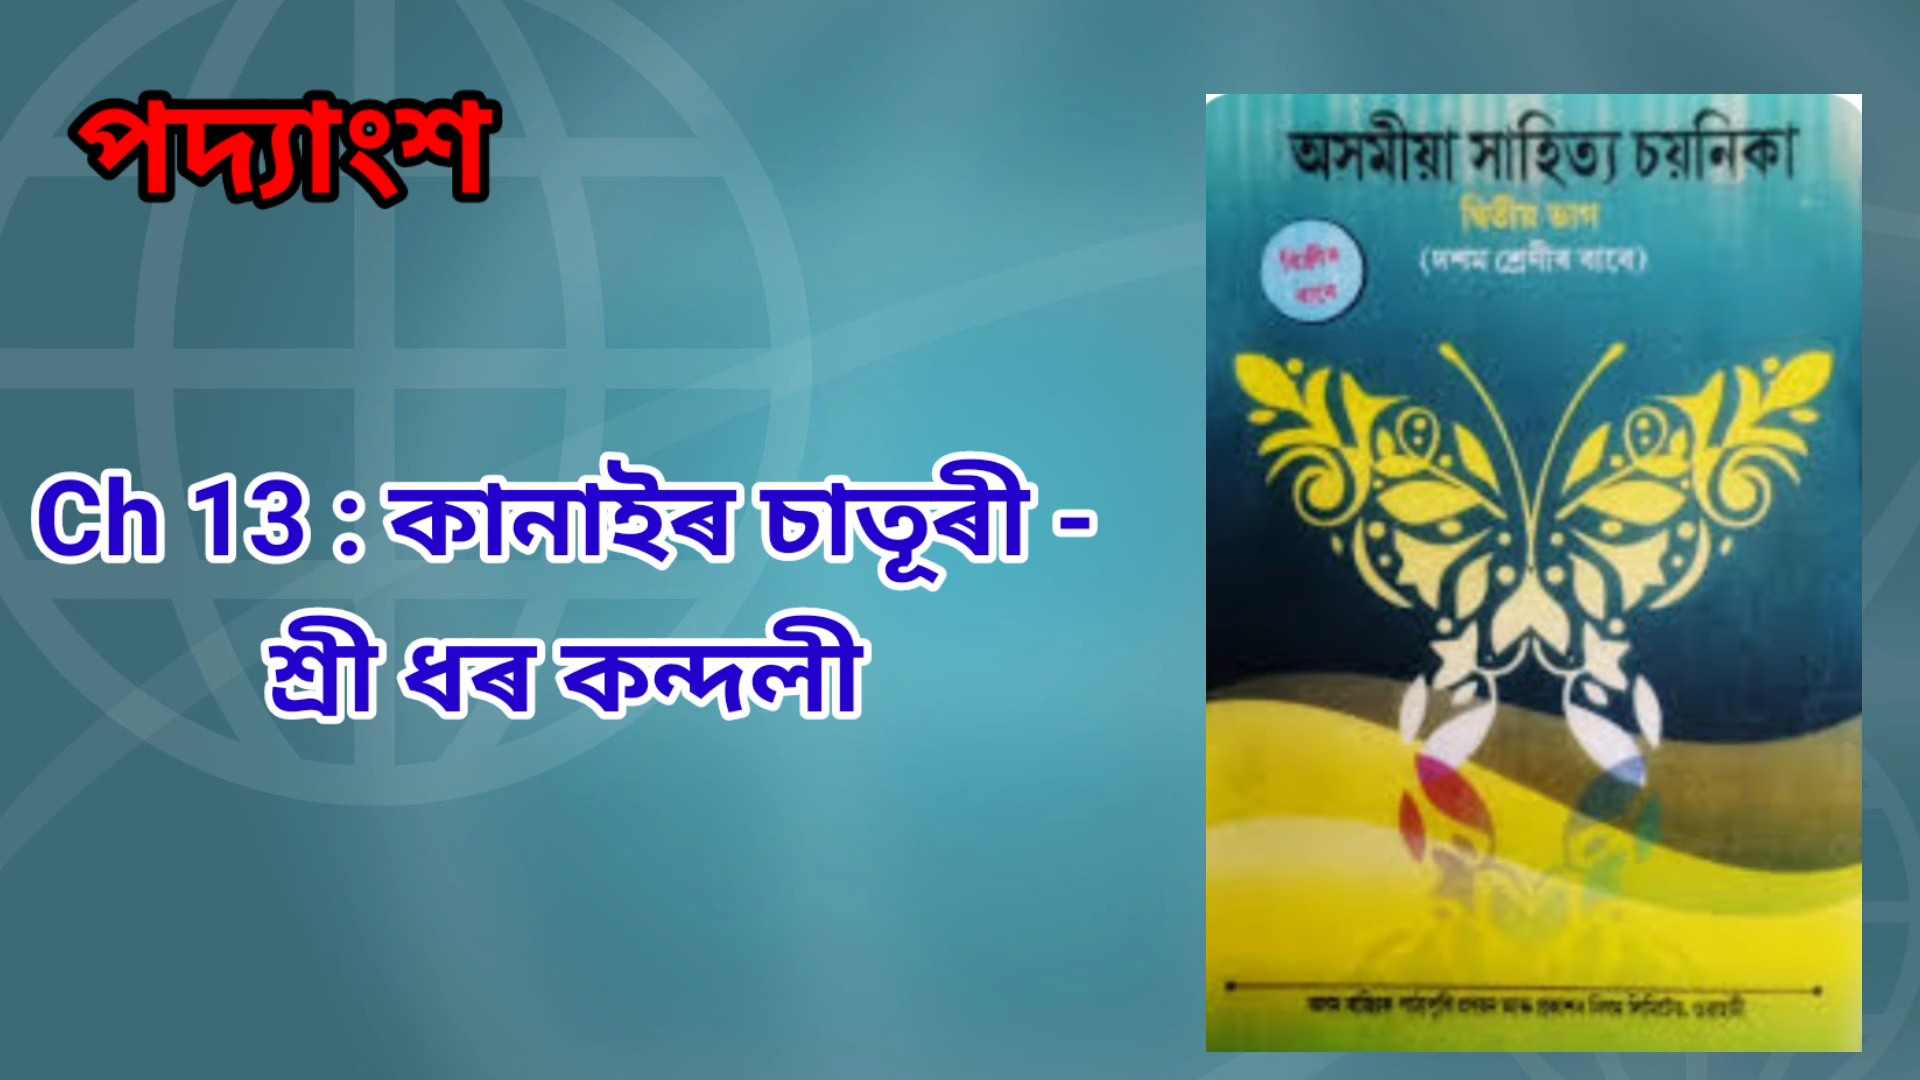 পদ্যাংশ
Ch 13 : কানাইৰ চাতূৰী -
শ্ৰী ধৰ কন্দলী
অসমীয়া সাহিত্য চয়নিকা
দ্বিতীয় ভাগ
(দশম শ্ৰেণীৰ বাবে)
বাবে